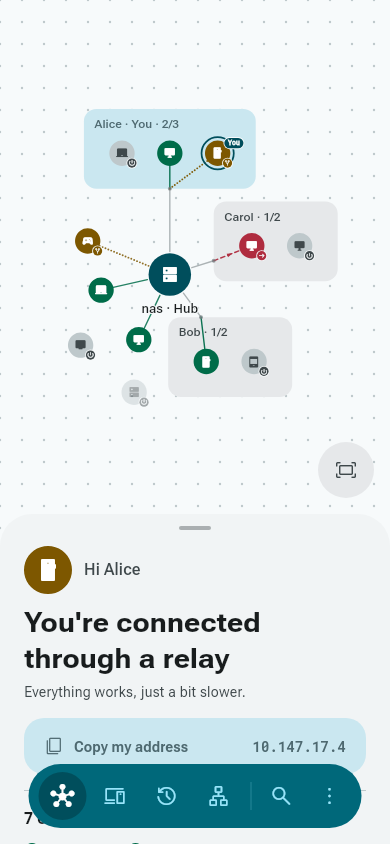 Alice · You · 2/3
You
Carol · 1/2
nas · Hub
Bob · 1/2
Hi Alice
You're connected
through a relay
Everything works, just a bit slower.
Copy my address 10.147.17.4
7